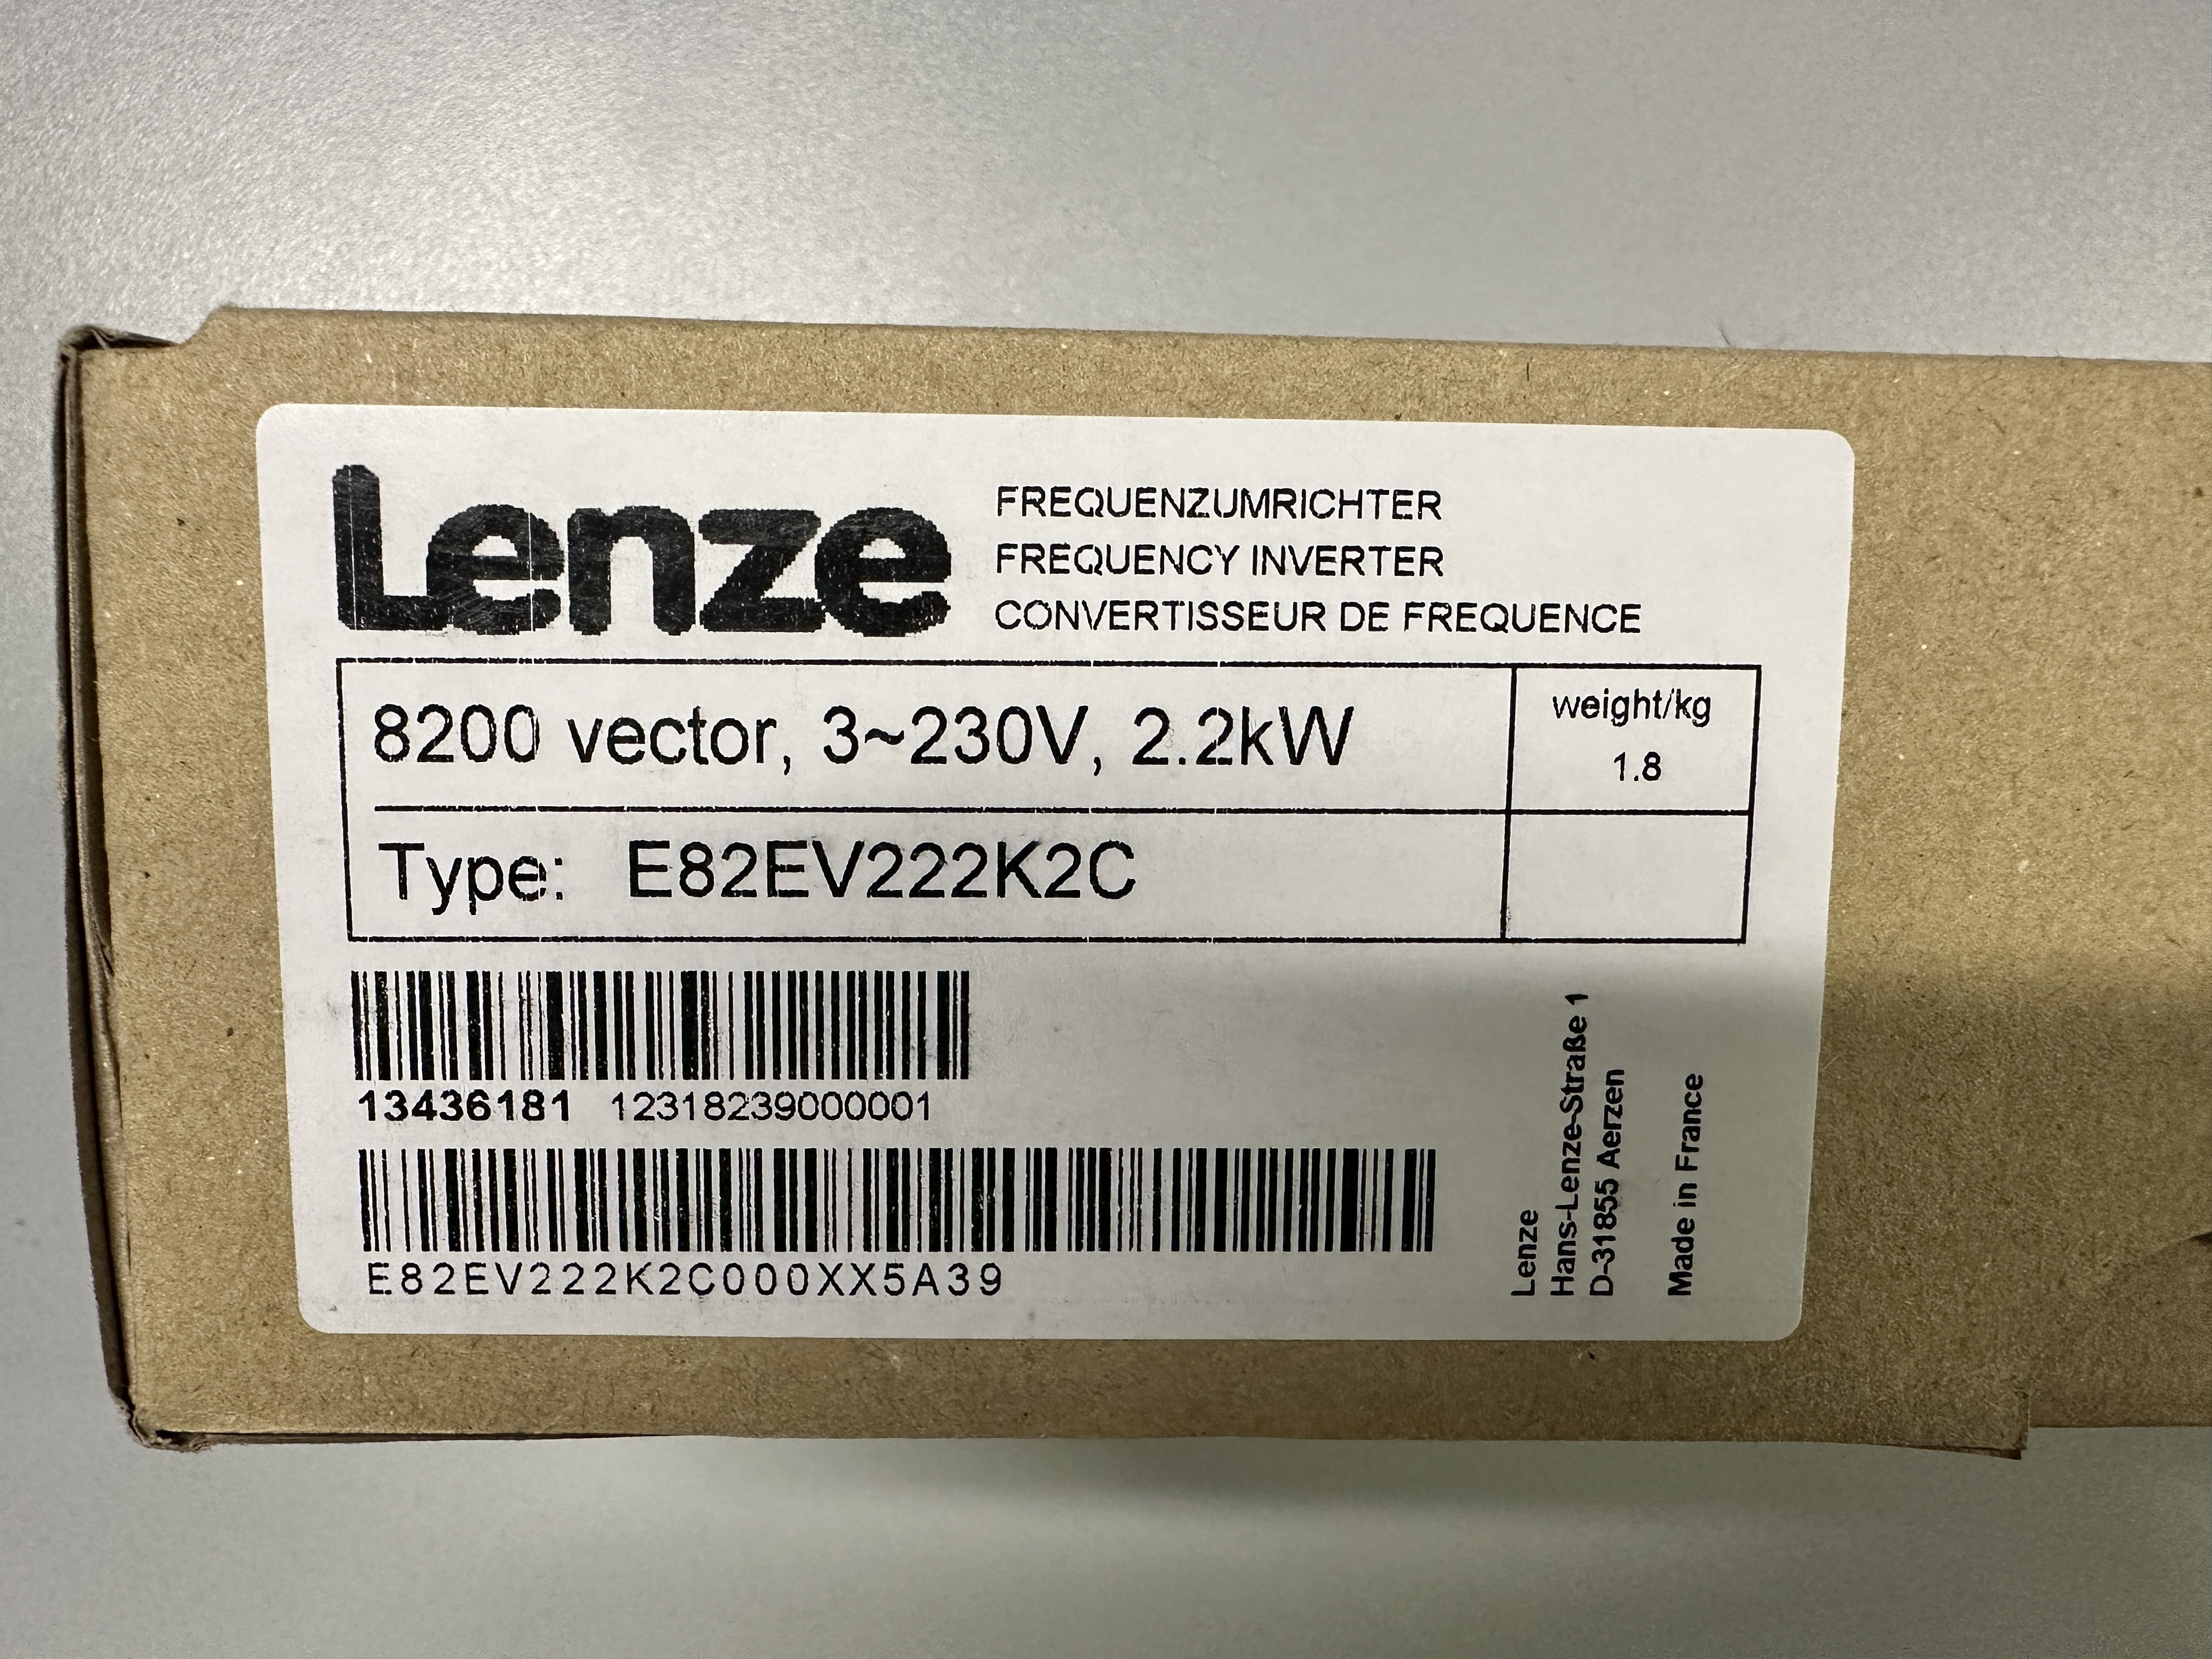 Lenze
FREQUENZUMRICHTER
FREQUENCY INVERTER
CONVERTISSEUR DE FREQUENCE
8200 vector, 3~230V, 2.2kW
weight/kg
1.8
Type: E82EV222K2C
13436181 12318239000001
E82EV222K2C000XX5A39
Lenze
Hans-Lenze-Straße 1
D-31855 Aerzen
Made in France